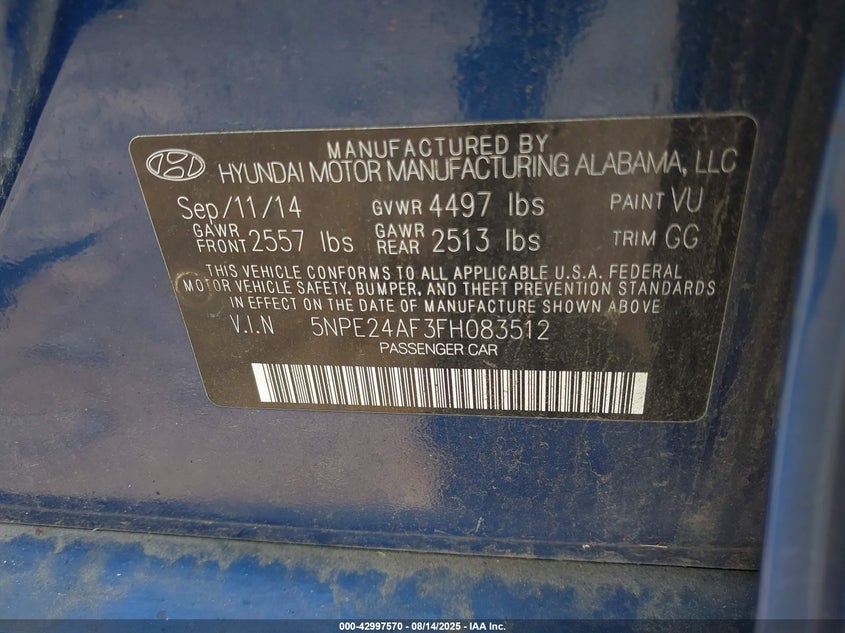 MANUFACTURED BY
HYUNDAI MOTOR MANUFACTURING ALABAMA, LLC
Sep/11/14 GVWR 4497 lbs PAINT VU
GAWR FRONT 2557 lbs GAWR REAR 2513 lbs TRIM GG
THIS VEHICLE CONFORMS TO ALL APPLICABLE U.S.A. FEDERAL
MOTOR VEHICLE SAFETY, BUMPER, AND THEFT PREVENTION STANDARDS
IN EFFECT ON THE DATE OF MANUFACTURE SHOWN ABOVE
V.I.N 5NPE24AF3FH083512
PASSENGER CAR
000-42997570 - 08/14/2025 - IAA Inc.